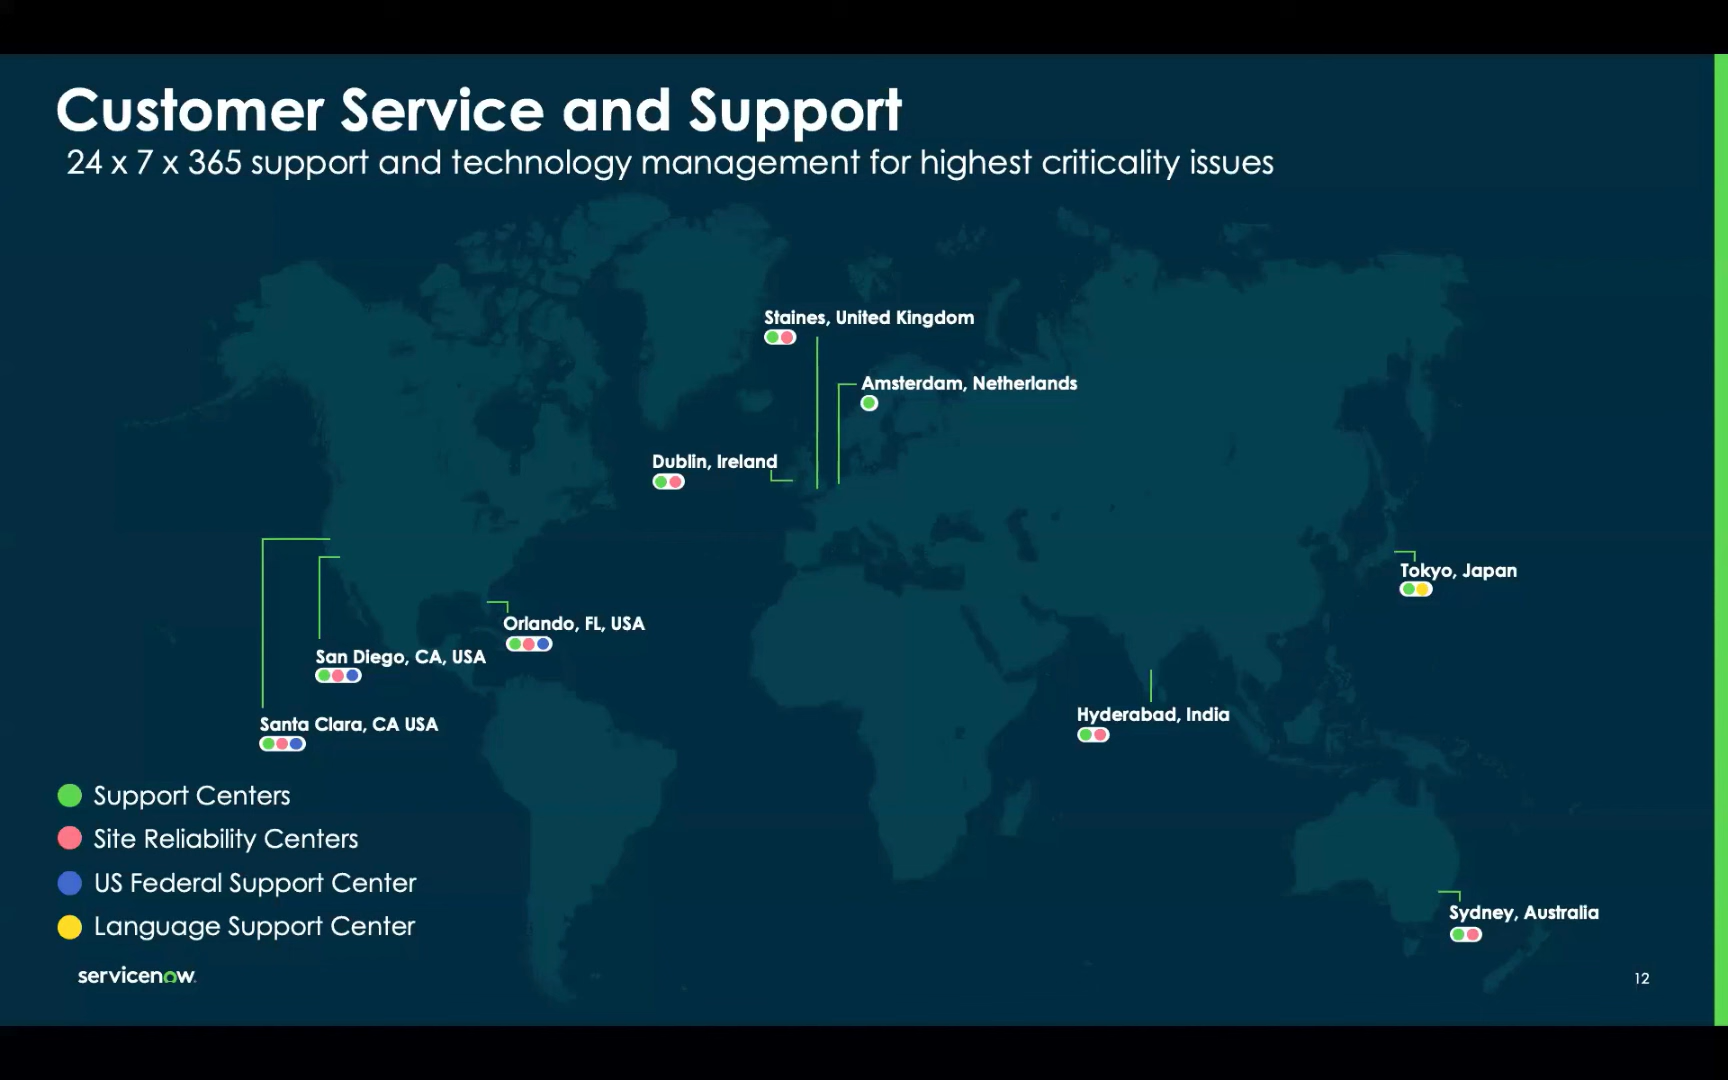 Customer Service and Support
24 x 7 x 365 support and technology management for highest criticality issues
Staines, United Kingdom
Amsterdam, Netherlands
Dublin, Ireland
Tokyo, Japan
Orlando, FL, USA
San Diego, CA, USA
Santa Clara, CA USA
Hyderabad, India
Sydney, Australia
Support Centers
Site Reliability Centers
US Federal Support Center
Language Support Center
servicenow
12